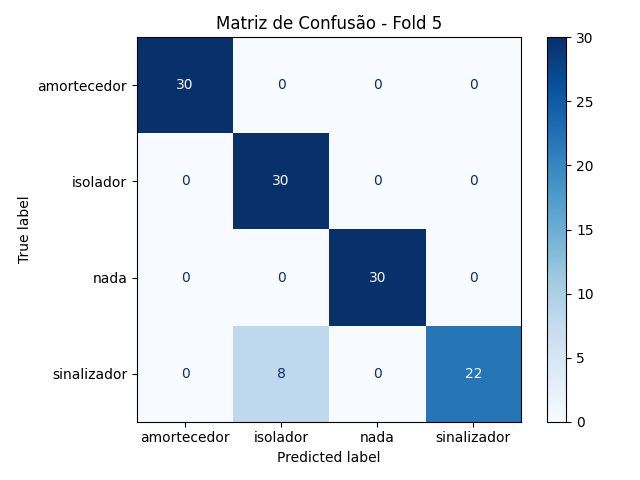 Matriz de Confusão - Fold 5
amortecedor 30 0 0 0
isolador 0 30 0 0
nada 0 0 30 0
sinalizador 0 8 0 22
amortecedor isolador nada sinalizador
Predicted label
True label
30
25
20
15
10
5
0